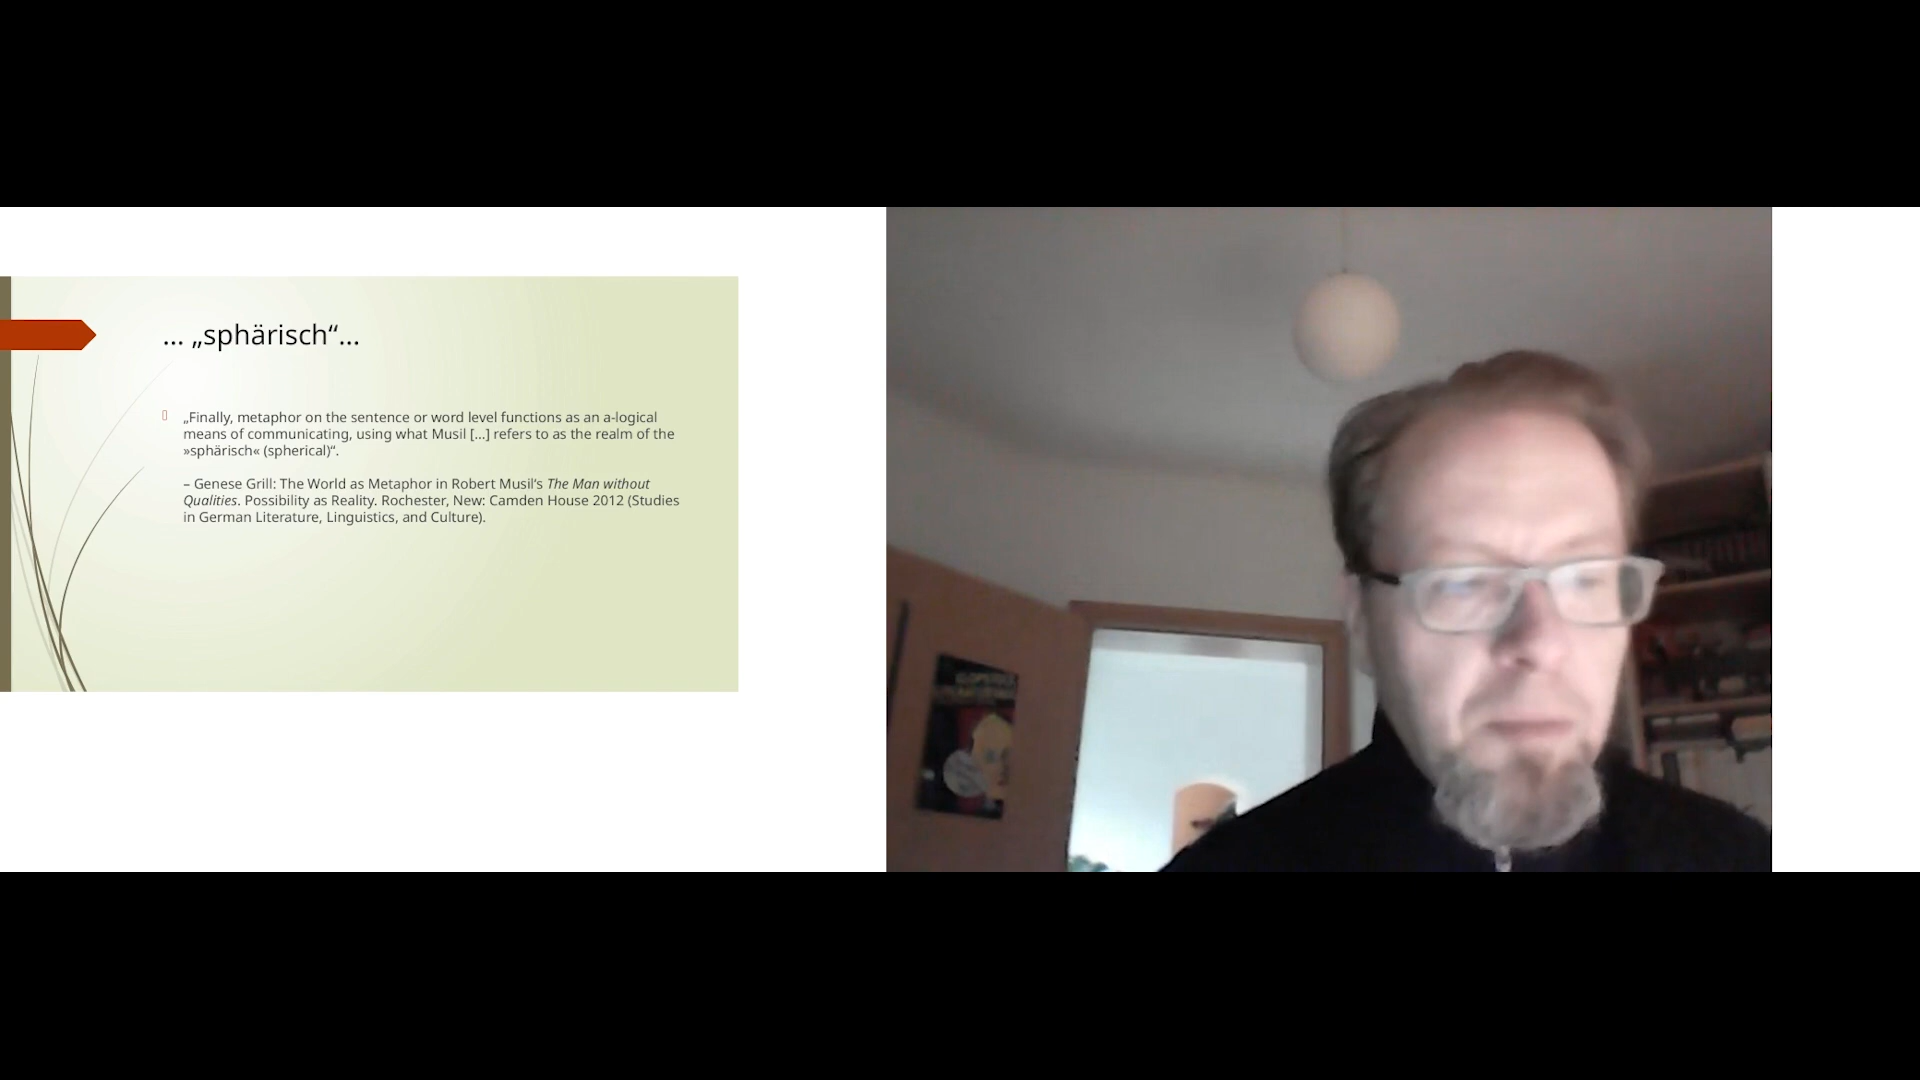 … „sphärisch“…
„Finally, metaphor on the sentence or word level functions as an a-logical
means of communicating, using what Musil […] refers to as the realm of the
»sphärisch« (spherical)“.
– Genese Grill: The World as Metaphor in Robert Musil‘s The Man without
Qualities. Possibility as Reality. Rochester, New: Camden House 2012 (Studies
in German Literature, Linguistics, and Culture).